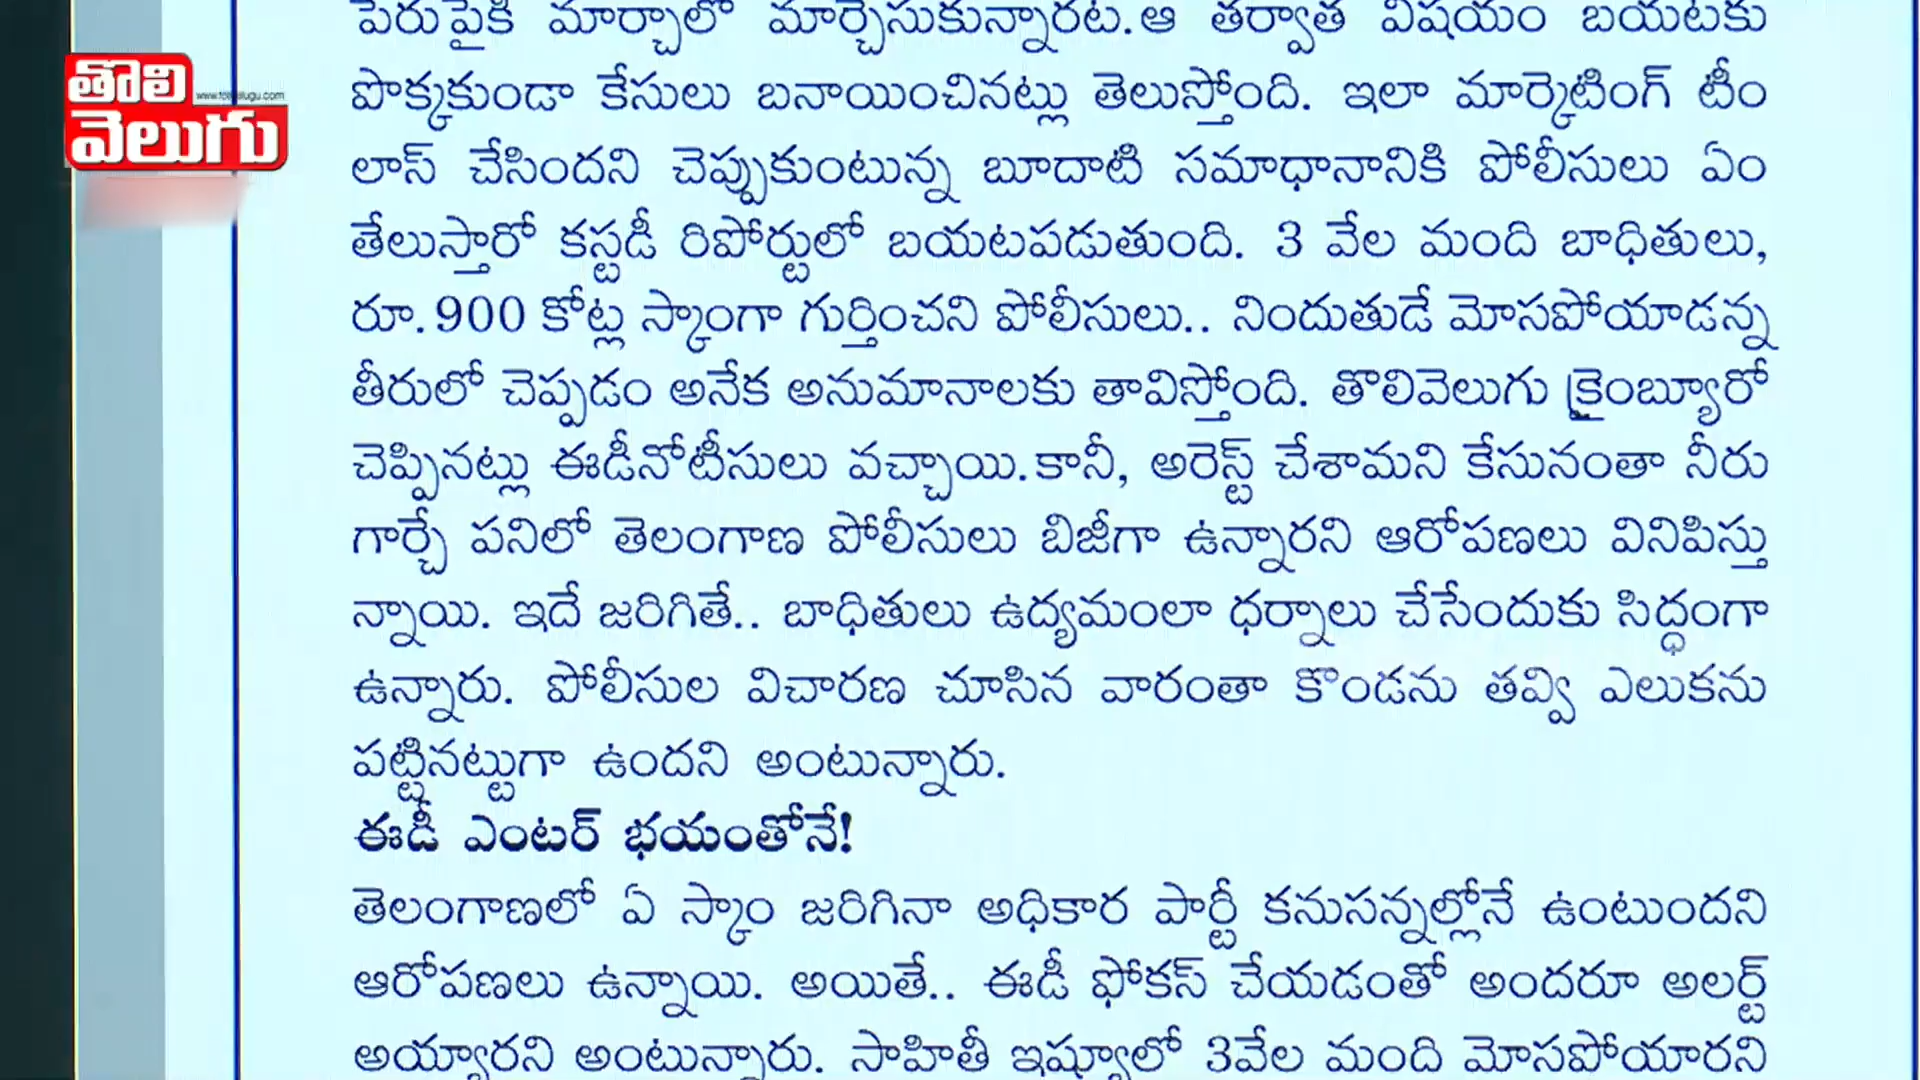 తొలి
వెలుగు
పేరుపైకి మార్చాలో మార్చేసుకున్నారట.ఆ తర్వాత విషయం బయటకు
పొక్కకుండా కేసులు బనాయించినట్లు తెలుస్తోంది. ఇలా మార్కెటింగ్ టీం
లాస్ చేసిందని చెప్పుకుంటున్న బూదాటి సమాధానానికి పోలీసులు ఏం
తేలుస్తారో కస్టడీ రిపోర్టులో బయటపడుతుంది. 3 వేల మంది బాధితులు,
రూ.900 కోట్ల స్కాంగా గుర్తించని పోలీసులు.. నిందుతుడే మోసపోయాడన్న
తీరులో చెప్పడం అనేక అనుమానాలకు తావిస్తోంది. తొలివెలుగు క్రైంబ్యూరో
చెప్పినట్లు ఈడీనోటీసులు వచ్చాయి.కానీ, అరెస్ట్ చేశామని కేసునంతా నీరు
గార్చే పనిలో తెలంగాణ పోలీసులు బిజీగా ఉన్నారని ఆరోపణలు వినిపిస్తు
న్నాయి. ఇదే జరిగితే.. బాధితులు ఉద్యమంలా ధర్నాలు చేసేందుకు సిద్ధంగా
ఉన్నారు. పోలీసుల విచారణ చూసిన వారంతా కొండను తవ్వి ఎలుకను
పట్టినట్టుగా ఉందని అంటున్నారు.
ఈడీ ఎంటర్ భయంతోనే!
తెలంగాణలో ఏ స్కాం జరిగినా అధికార పార్టీ కనుసన్నల్లోనే ఉంటుందని
ఆరోపణలు ఉన్నాయి. అయితే.. ఈడీ ఫోకస్ చేయడంతో అందరూ అలర్ట్
అయ్యారని అంటున్నారు. సాహితీ ఇష్యూలో 3వేల మంది మోసపోయారని